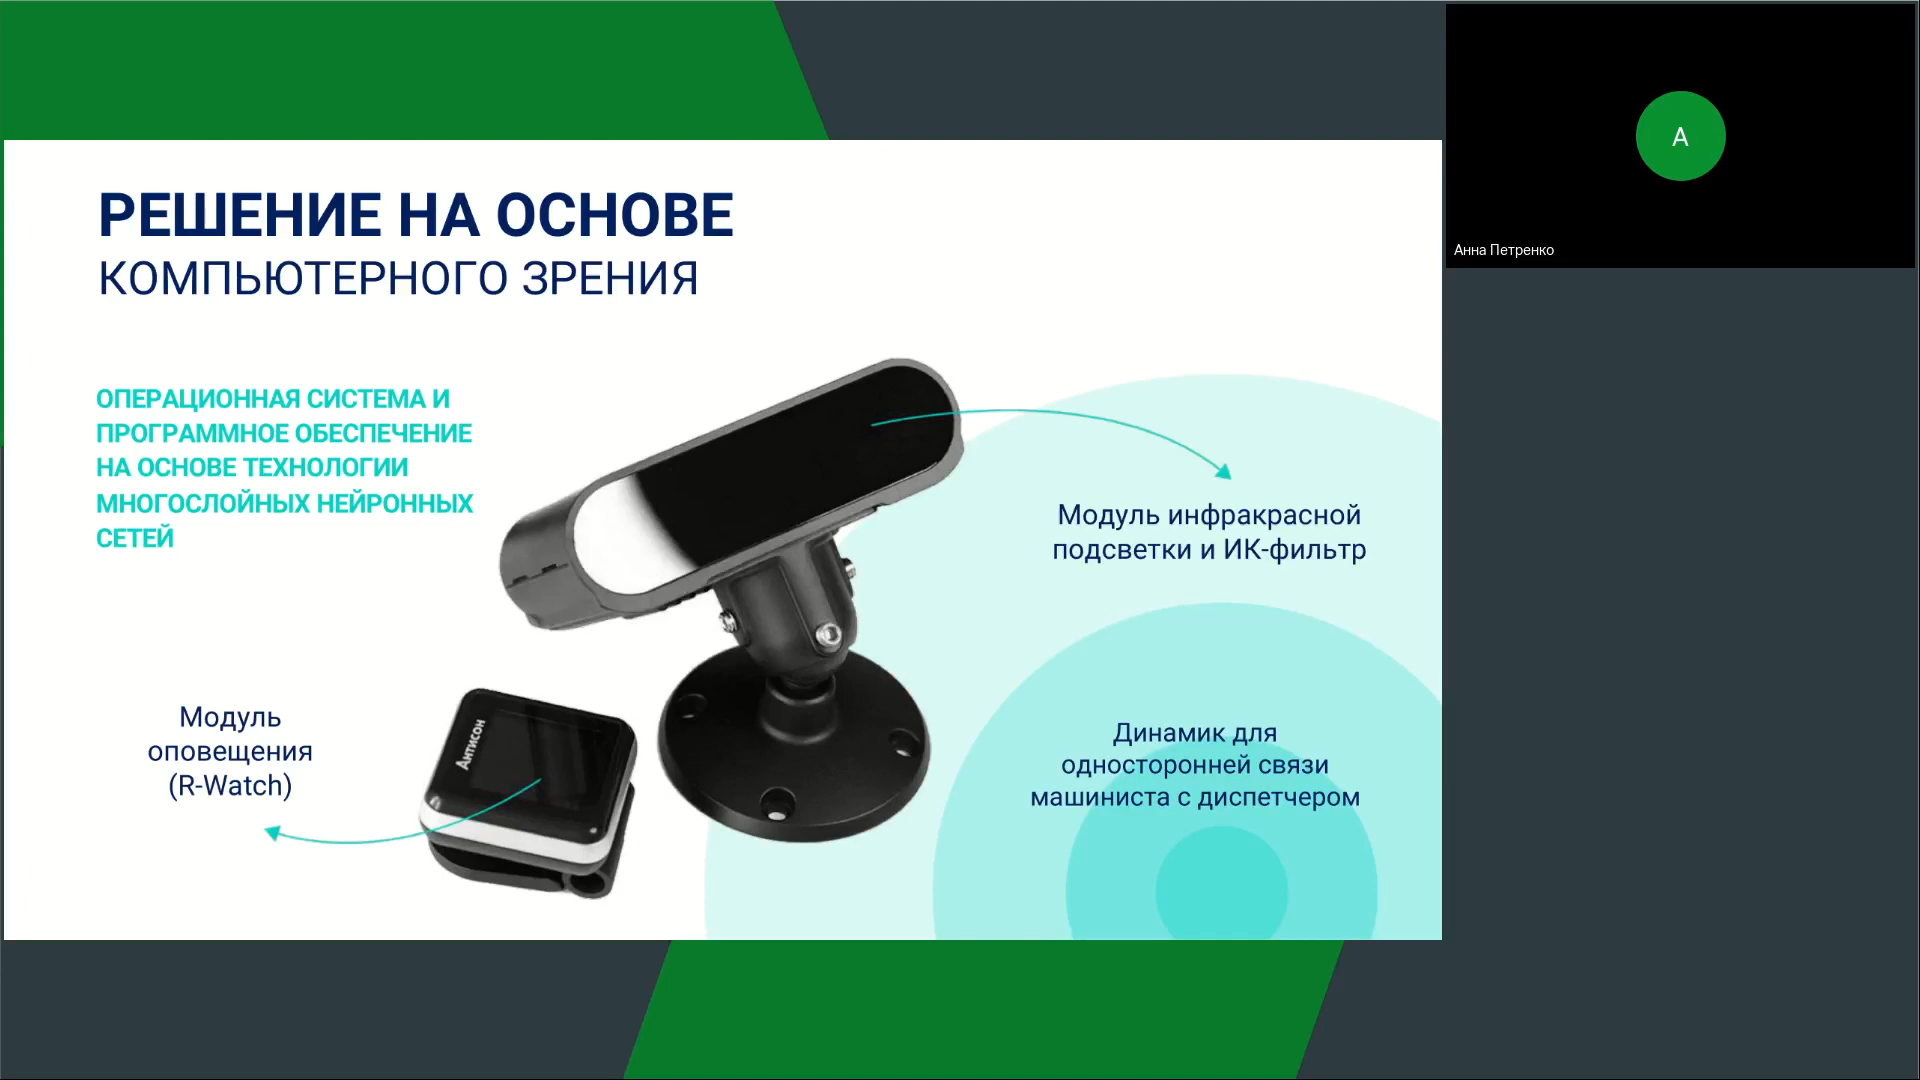 РЕШЕНИЕ НА ОСНОВЕ
КОМПЬЮТЕРНОГО ЗРЕНИЯ
ОПЕРАЦИОННАЯ СИСТЕМА И
ПРОГРАММНОЕ ОБЕСПЕЧЕНИЕ
НА ОСНОВЕ ТЕХНОЛОГИИ
МНОГОСЛОЙНЫХ НЕЙРОННЫХ
СЕТЕЙ
Модуль инфракрасной
подсветки и ИК-фильтр
Модуль
оповещения
(R-Watch)
Антисон
Динамик для
односторонней связи
машиниста с диспетчером
А
Анна Петренко